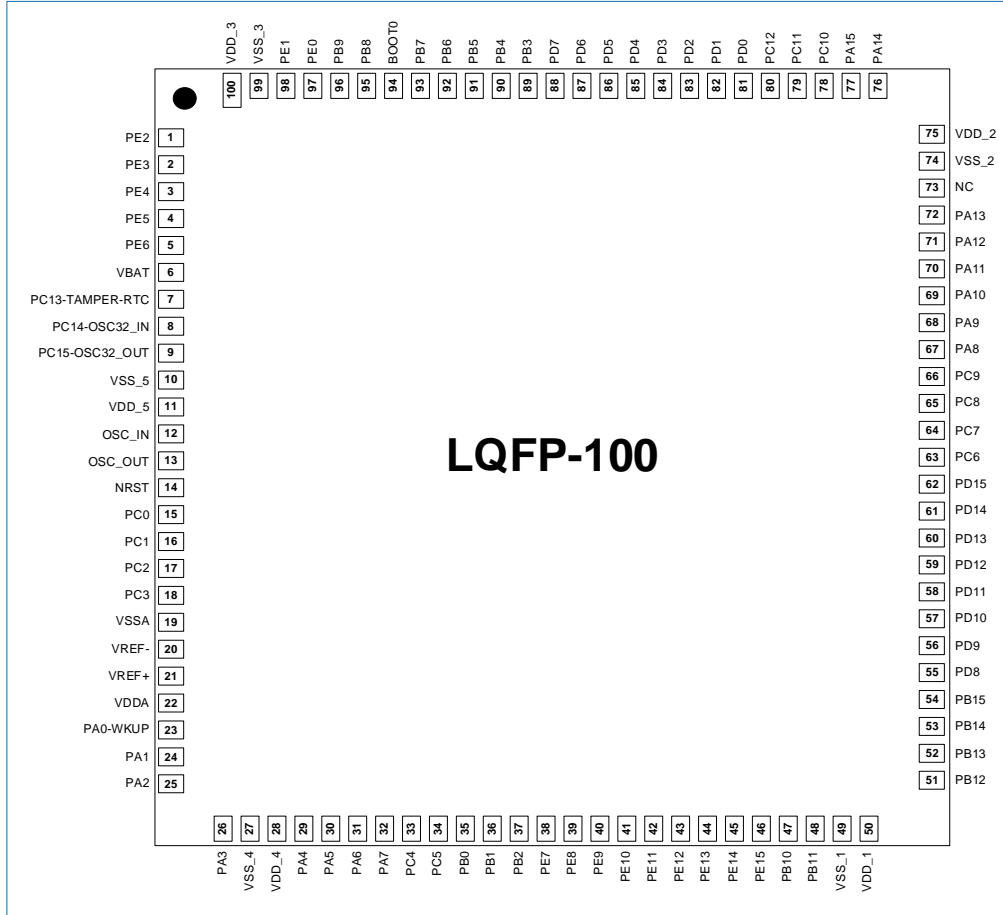 VDD_3 VSS_3 PE1 PE0 PB9 PB8 BOOT0 PB7 PB6 PB5 PB4 PB3 PD7 PD6 PD5 PD4 PD3 PD2 PD1 PD0 PC12 PC11 PC10 PA15 PA14
100 99 98 97 96 95 94 93 92 91 90 89 88 87 86 85 84 83 82 81 80 79 78 77 76
PE2 1
PE3 2
PE4 3
PE5 4
PE6 5
VBAT 6
PC13-TAMPER-RTC 7
PC14-OSC32_IN 8
PC15-OSC32_OUT 9
VSS_5 10
VDD_5 11
OSC_IN 12
OSC_OUT 13
NRST 14
PC0 15
PC1 16
PC2 17
PC3 18
VSSA 19
VREF- 20
VREF+ 21
VDDA 22
PA0-WKUP 23
PA1 24
PA2 25
LQFP-100
75 VDD_2
74 VSS_2
73 NC
72 PA13
71 PA12
70 PA11
69 PA10
68 PA9
67 PA8
66 PC9
65 PC8
64 PC7
63 PC6
62 PD15
61 PD14
60 PD13
59 PD12
58 PD11
57 PD10
56 PD9
55 PD8
54 PB15
53 PB14
52 PB13
51 PB12
26 27 28 29 30 31 32 33 34 35 36 37 38 39 40 41 42 43 44 45 46 47 48 49 50
PA3 VSS_4 VDD_4 PA4 PA5 PA6 PA7 PC4 PC5 PB0 PB1 PB2 PE7 PE8 PE9 PE10 PE11 PE12 PE13 PE14 PE15 PB10 PB11 VSS_1 VDD_1